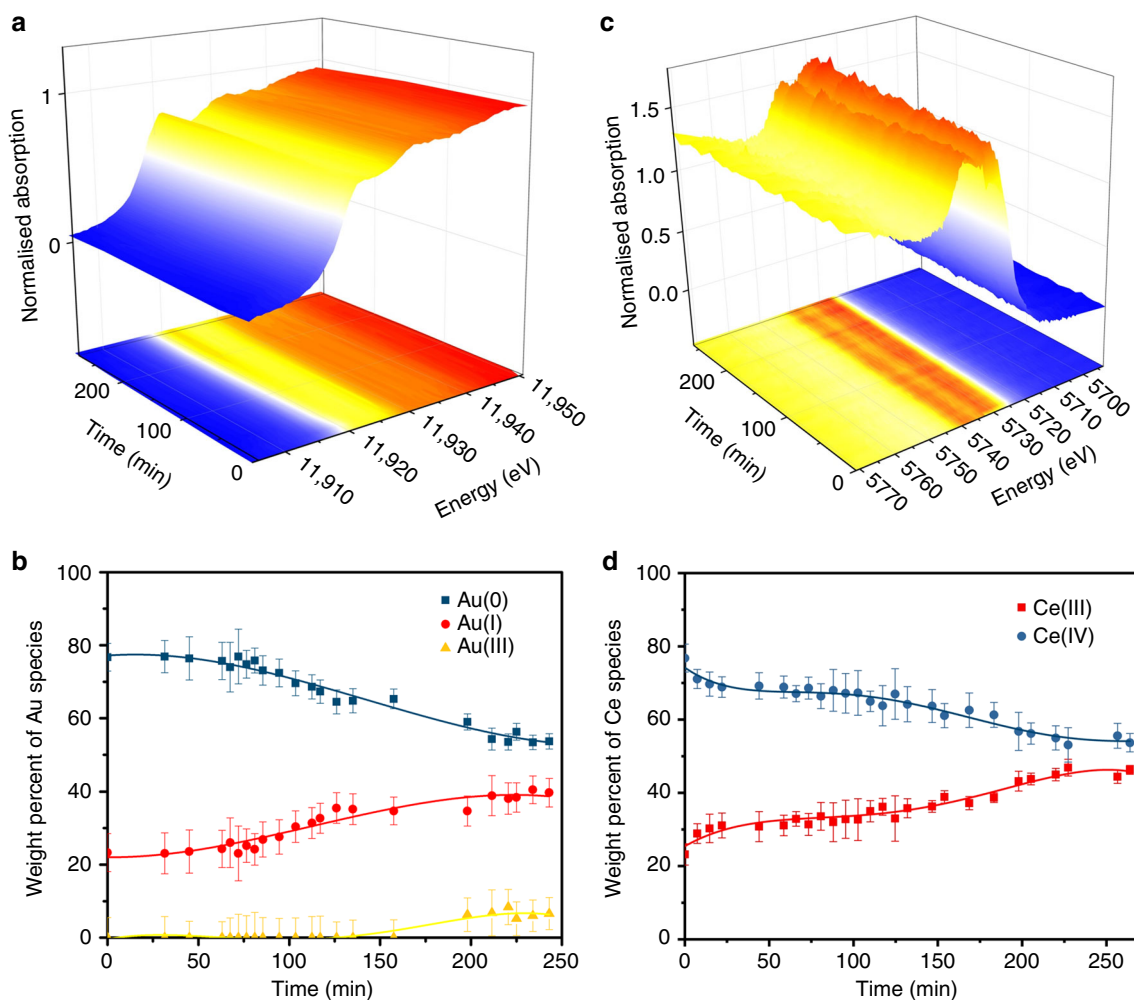 a
Normalised absorption
1
0
200
100
0
Time (min)
11,910
11,920
11,930
11,940
11,950
Energy (eV)
c
Normalised absorption
1.5
1.0
0.5
0.0
200
100
0
Time (min)
5770
5760
5750
5740
5730
5720
5710
5700
Energy (eV)
b
Weight percent of Au species
100
80
60
40
20
0
Au(0)
Au(I)
Au(III)
0 50 100 150 200 250
Time (min)
d
Weight percent of Ce species
100
80
60
40
20
0
Ce(III)
Ce(IV)
0 50 100 150 200 250
Time (min)